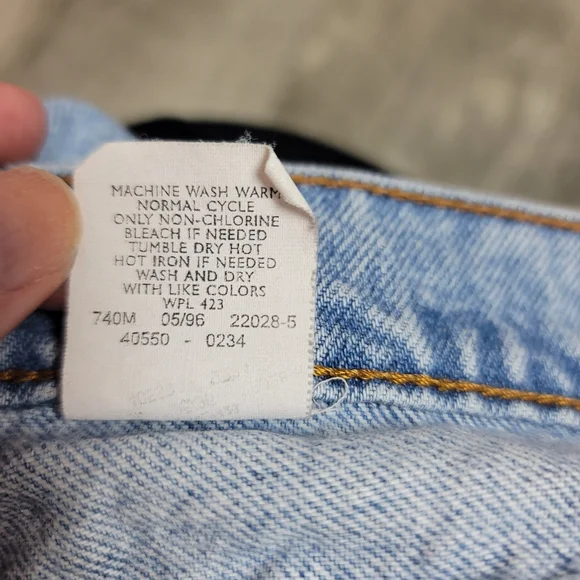 MACHINE WASH WARM
NORMAL CYCLE
ONLY NON-CHLORINE
BLEACH IF NEEDED
TUMBLE DRY HOT
HOT IRON IF NEEDED
WASH AND DRY
WITH LIKE COLORS
WPL 423
740M 05/96 22028-5
40550 - 0234